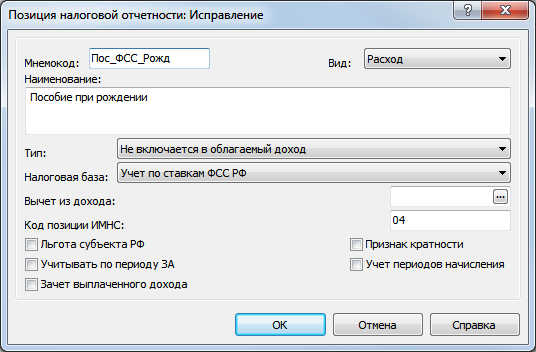 Позиция налоговой отчетности: Исправление
Мнемокод: Пос_ФСС_Рожд Вид: Расход
Наименование:
Пособие при рождении
Тип: Не включается в облагаемый доход
Налоговая база: Учет по ставкам ФСС РФ
Вычет из дохода: ...
Код позиции ИМНС: 04
Льгота субъекта РФ Признак кратности
Учитывать по периоду ЗА Учет периодов начисления
Зачет выплаченного дохода
ОК Отмена Справка